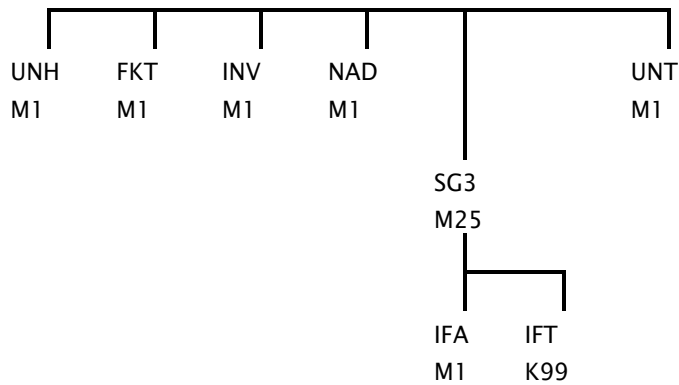 UNH FKT INV NAD UNT
M1 M1 M1 M1 M1
SG3
M25
IFA IFT
M1 K99